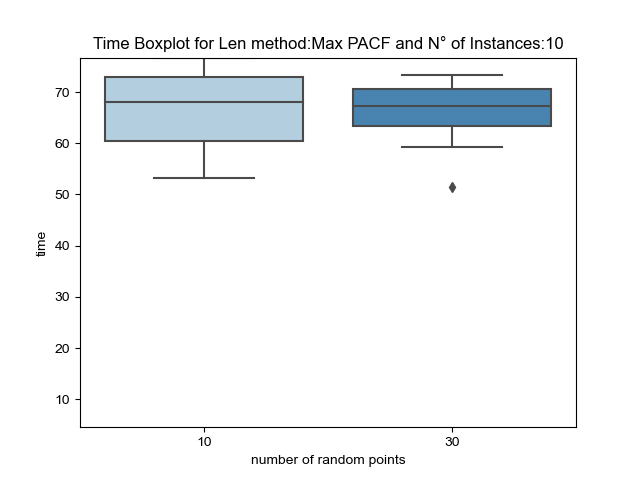 Time Boxplot for Len method:Max PACF and N° of Instances:10
70
60
50
40
30
20
10
time
10 30
number of random points